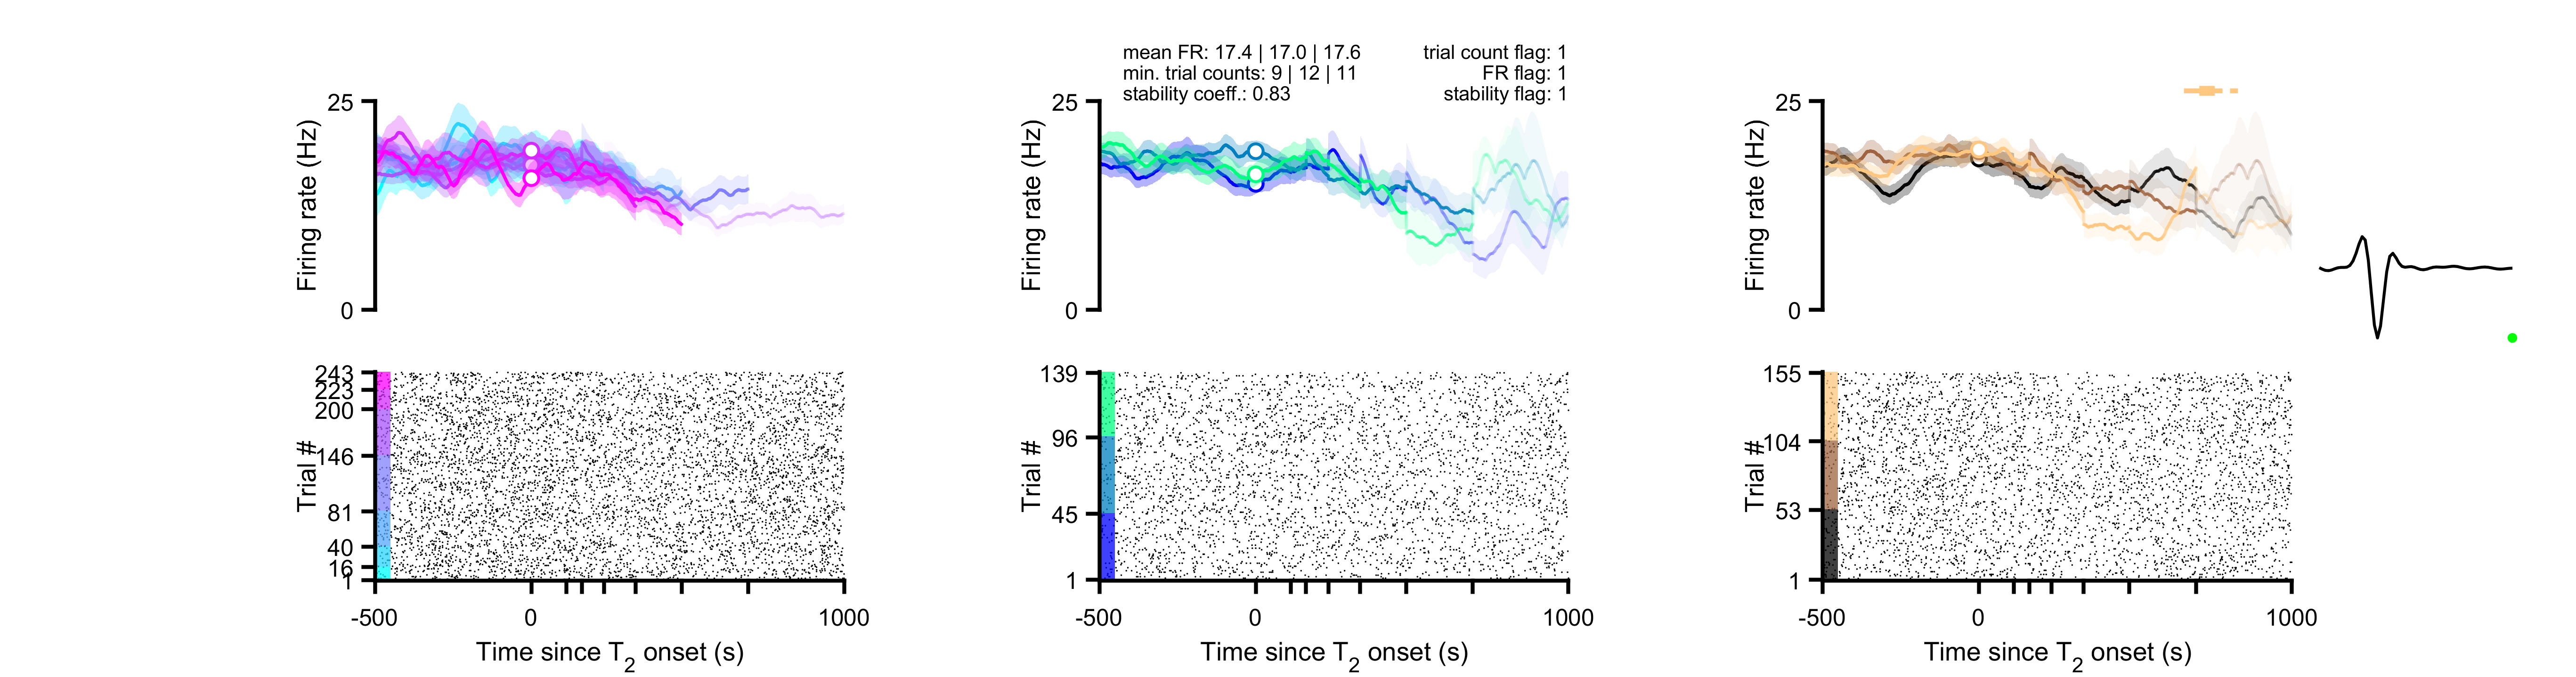 mean FR: 17.4 | 17.0 | 17.6
min. trial counts: 9 | 12 | 11
stability coeff.: 0.83
trial count flag: 1
FR flag: 1
stability flag: 1
25
Firing rate (Hz)
0
25
Firing rate (Hz)
0
25
Firing rate (Hz)
0
243
223
200
146
81
40
16
1
Trial #
-500
0
1000
Time since T2 onset (s)
139
96
45
1
Trial #
-500
0
1000
Time since T2 onset (s)
155
104
53
1
Trial #
-500
0
1000
Time since T2 onset (s)